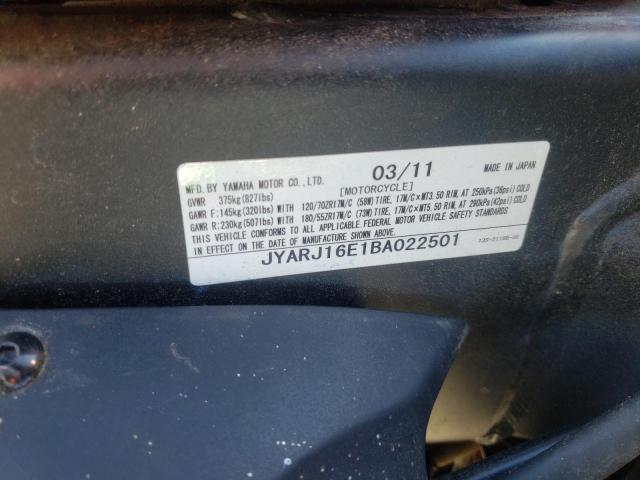 MFD. BY YAMAHA MOTOR CO., LTD. 03/11 MADE IN JAPAN
GVWR 375kg(827lbs) [MOTORCYCLE]
GAWR F:145kg(320lbs) WITH 120/70ZR17M/C (58W) TIRE, 17M/C×MT3.50 RIM, AT 250kPa(36psi) COLD
GAWR R:230kg(507lbs) WITH 180/55ZR17M/C (73W) TIRE, 17M/C×MT5.50 RIM, AT 290kPa(42psi) COLD
THIS VEHICLE CONFORMS TO ALL APPLICABLE FEDERAL MOTOR VEHICLE SAFETY STANDARDS
IN EFFECT ON THE DATE OF MANUFACTURE SHOWN ABOVE.
JYARJ16E1BA022501